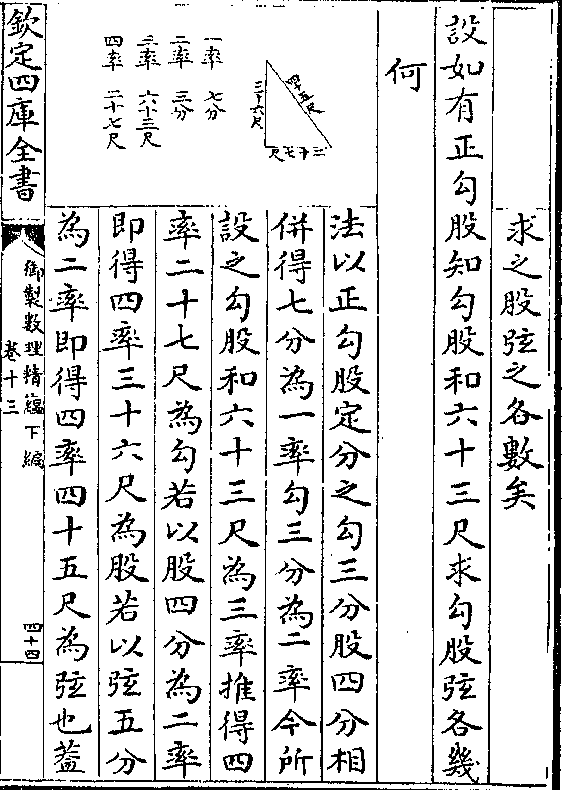 求之股弦之各數矣
設如有正勾股知勾股和六十三尺求勾股弦各幾
何
四十五尺
三十六尺
二十七尺
一率　七分
二率　三分
三率　六十三尺
四率　二十七尺
法以正勾股定分之勾三分股四分相
併得七分為一率勾三分為二率今所
設之勾股和六十三尺為三率推得四
率二十七尺為勾若以股四分為二率
即得四率三十六尺為股若以弦五分
為二率即得四率四十五尺為弦也蓋
欽定四庫全書
御製數理精蘊下編
卷十三
四十四